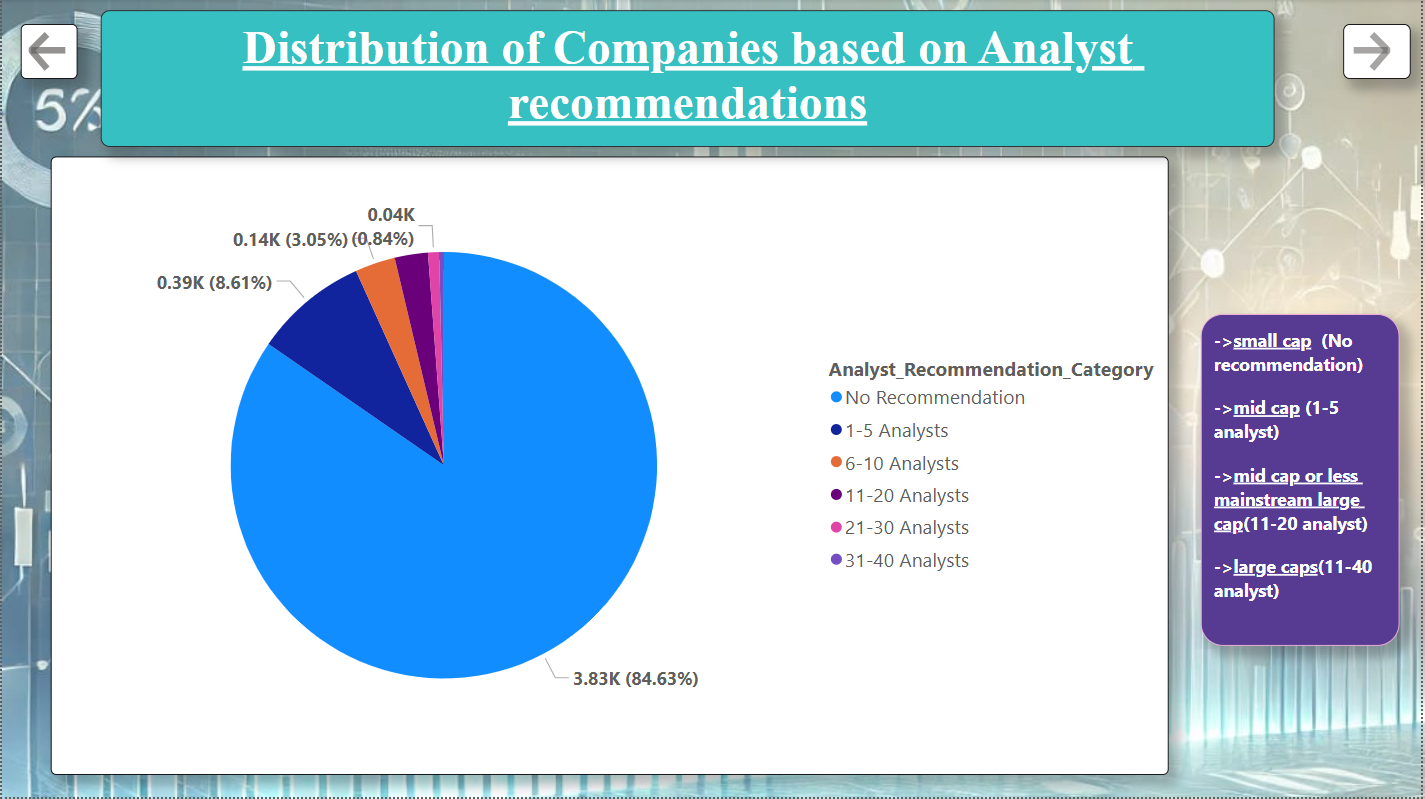 Distribution of Companies based on Analyst
recommendations
5%
0.04K
0.14K (3.05%) (0.84%)
0.39K (8.61%)
3.83K (84.63%)
Analyst_Recommendation_Category
No Recommendation
1-5 Analysts
6-10 Analysts
11-20 Analysts
21-30 Analysts
31-40 Analysts
->small cap (No
recommendation)
->mid cap (1-5
analyst)
->mid cap or less
mainstream large
cap(11-20 analyst)
->large caps(11-40
analyst)